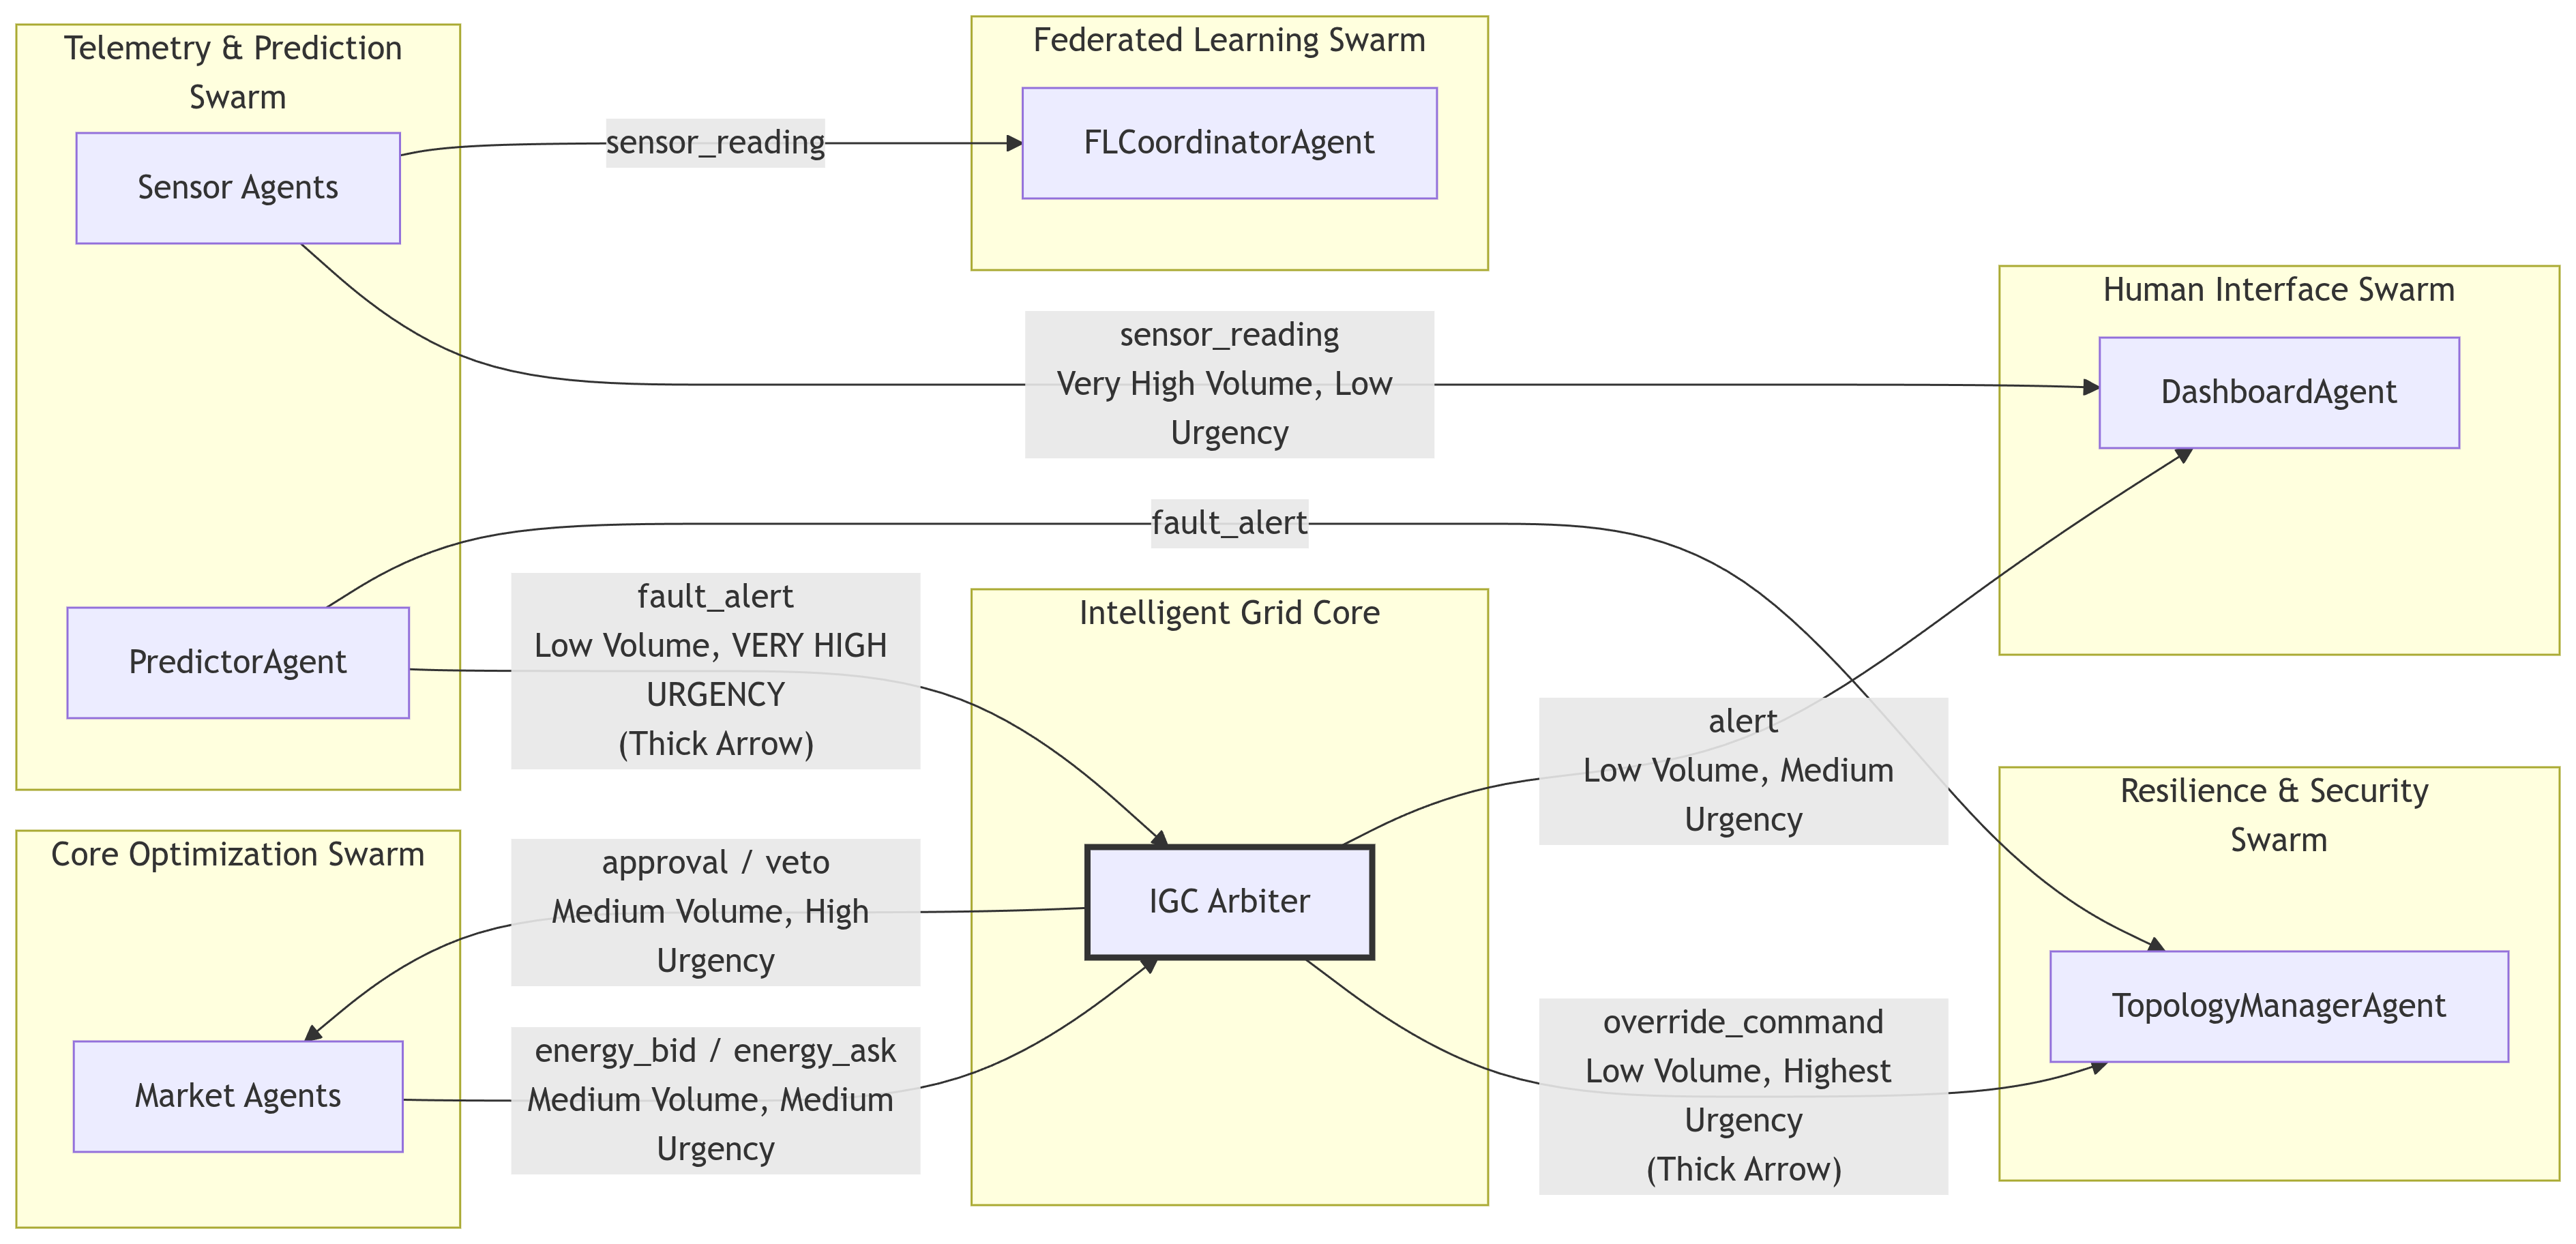 Telemetry & Prediction
Swarm
Sensor Agents
PredictorAgent
Core Optimization Swarm
Market Agents
sensor_reading
Federated Learning Swarm
FLCoordinatorAgent
sensor_reading
Very High Volume, Low
Urgency
fault_alert
fault_alert
Low Volume, VERY HIGH
URGENCY
(Thick Arrow)
approval / veto
Medium Volume, High
Urgency
energy_bid / energy_ask
Medium Volume, Medium
Urgency
Intelligent Grid Core
IGC Arbiter
alert
Low Volume, Medium
Urgency
override_command
Low Volume, Highest
Urgency
(Thick Arrow)
Human Interface Swarm
DashboardAgent
Resilience & Security
Swarm
TopologyManagerAgent